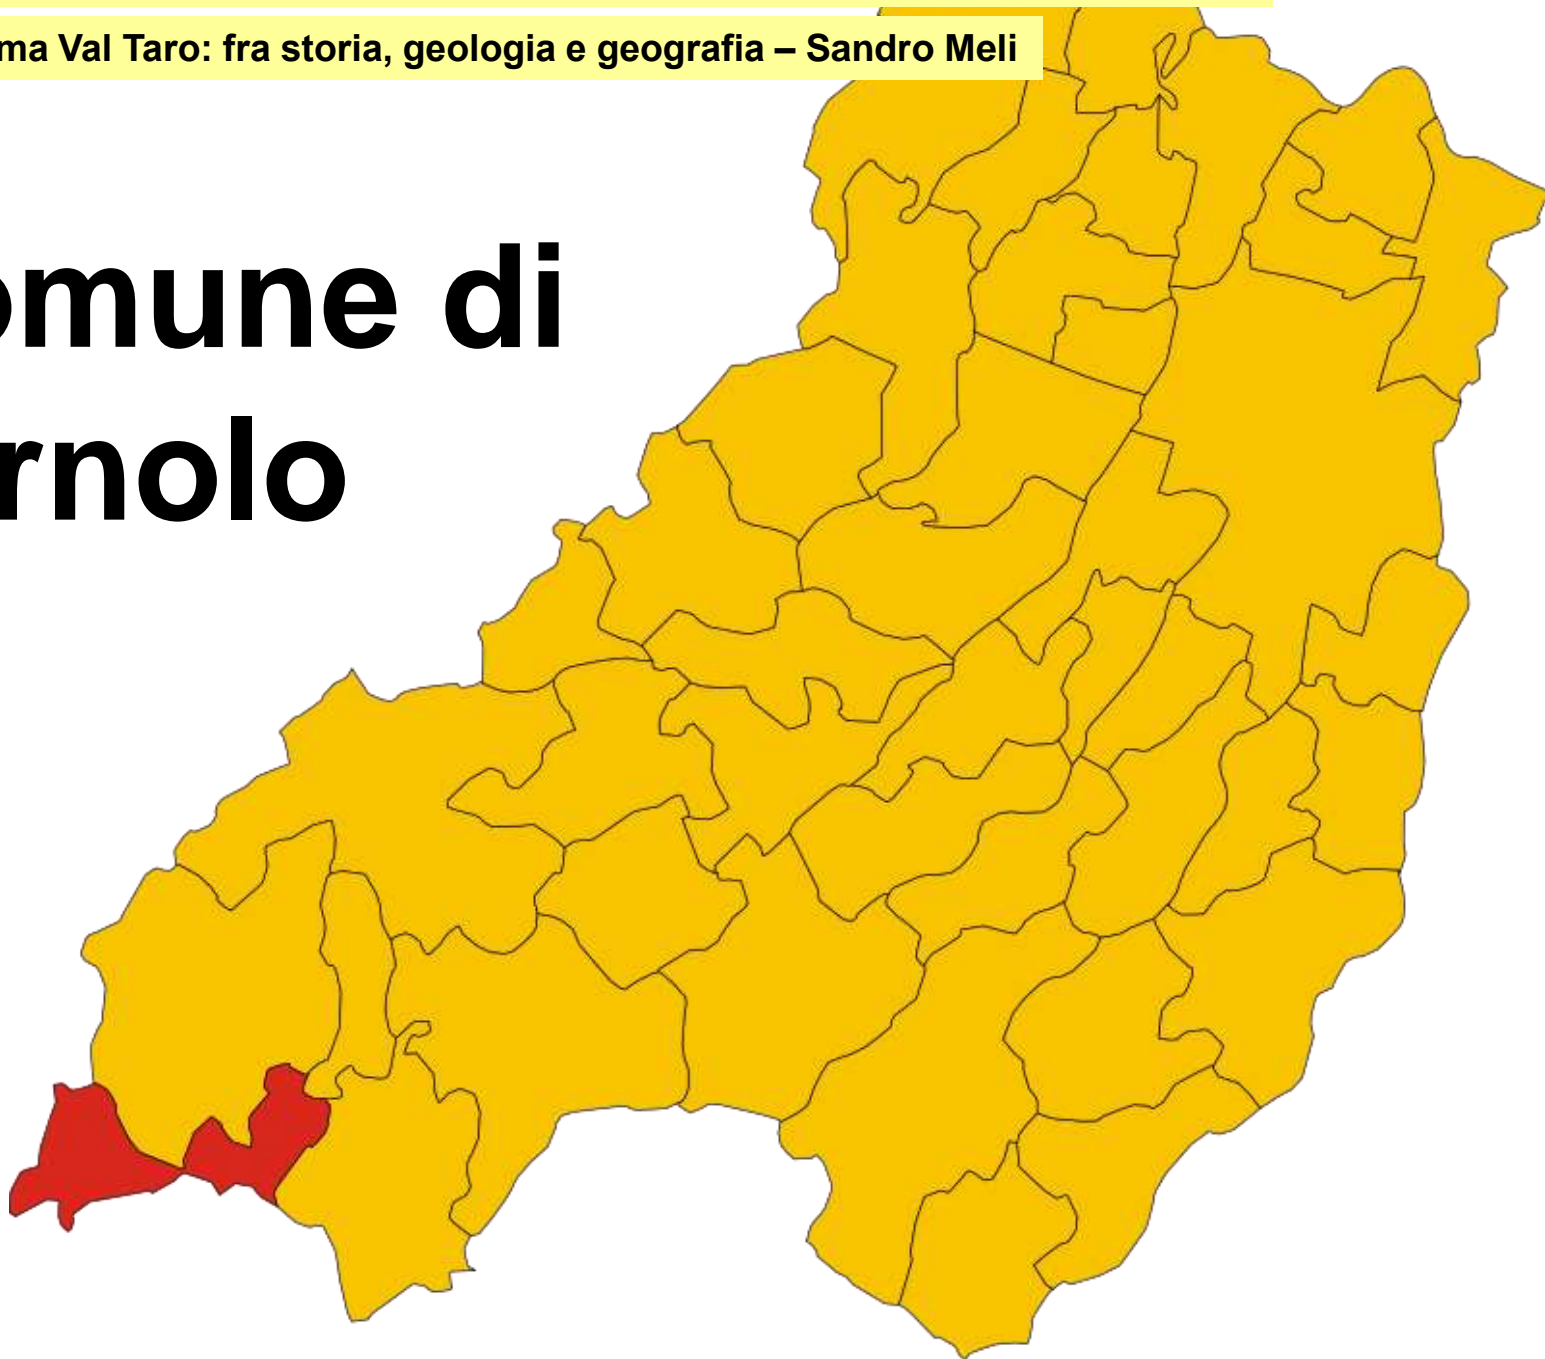 ma Val Taro: fra storia, geologia e geografia – Sandro Meli
omune di
rnolo